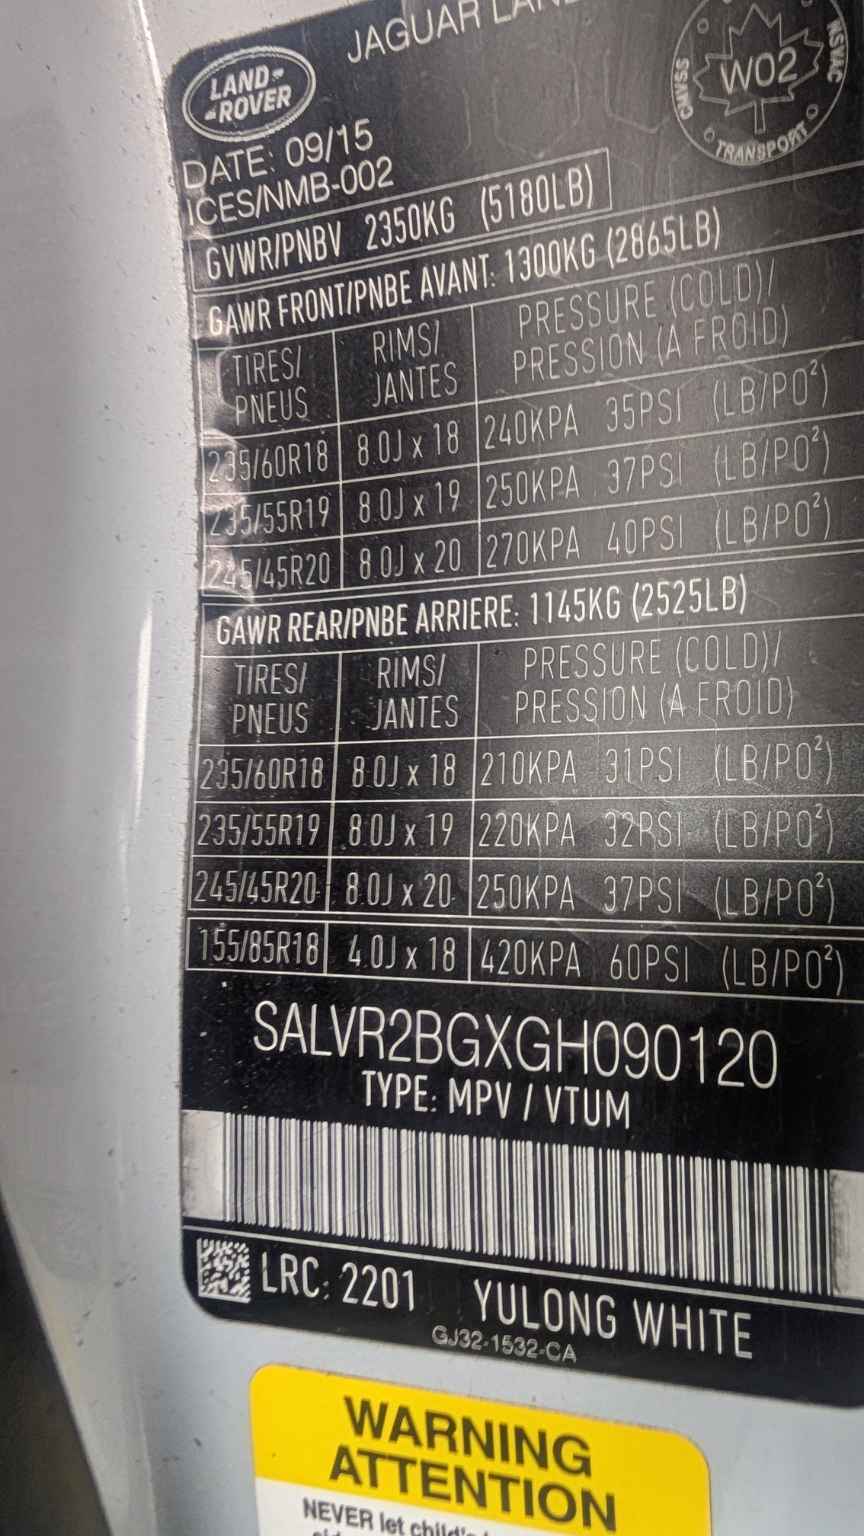 LAND
ROVER
JAGUAR
CMVSS
W02
NSVAC
TRANSPORT
DATE: 09/15
ICES/NMB-002
GVWR/PNBV 2350KG (5180LB)
GAWR FRONT/PNBE AVANT: 1300KG (2865LB)
TIRES/ RIMS/ PRESSURE (COLD)/
PNEUS JANTES PRESSION (A FROID)
235/60R18 8.0J x 18 240KPA 35PSI (LB/PO²)
235/55R19 8.0J x 19 250KPA 37PSI (LB/PO²)
245/45R20 8.0J x 20 270KPA 40PSI (LB/PO²)
GAWR REAR/PNBE ARRIERE: 1145KG (2525LB)
TIRES/ RIMS/ PRESSURE (COLD)/
PNEUS JANTES PRESSION (A FROID)
235/60R18 8.0J x 18 210KPA 31PSI (LB/PO²)
235/55R19 8.0J x 19 220KPA 32PSI (LB/PO²)
245/45R20 8.0J x 20 250KPA 37PSI (LB/PO²)
155/85R18 4.0J x 18 420KPA 60PSI (LB/PO²)
SALVR2BGXGH090120
TYPE: MPV / VTUM
LRC: 2201 YULONG WHITE
GJ32-1532-CA
WARNING
ATTENTION
NEVER let